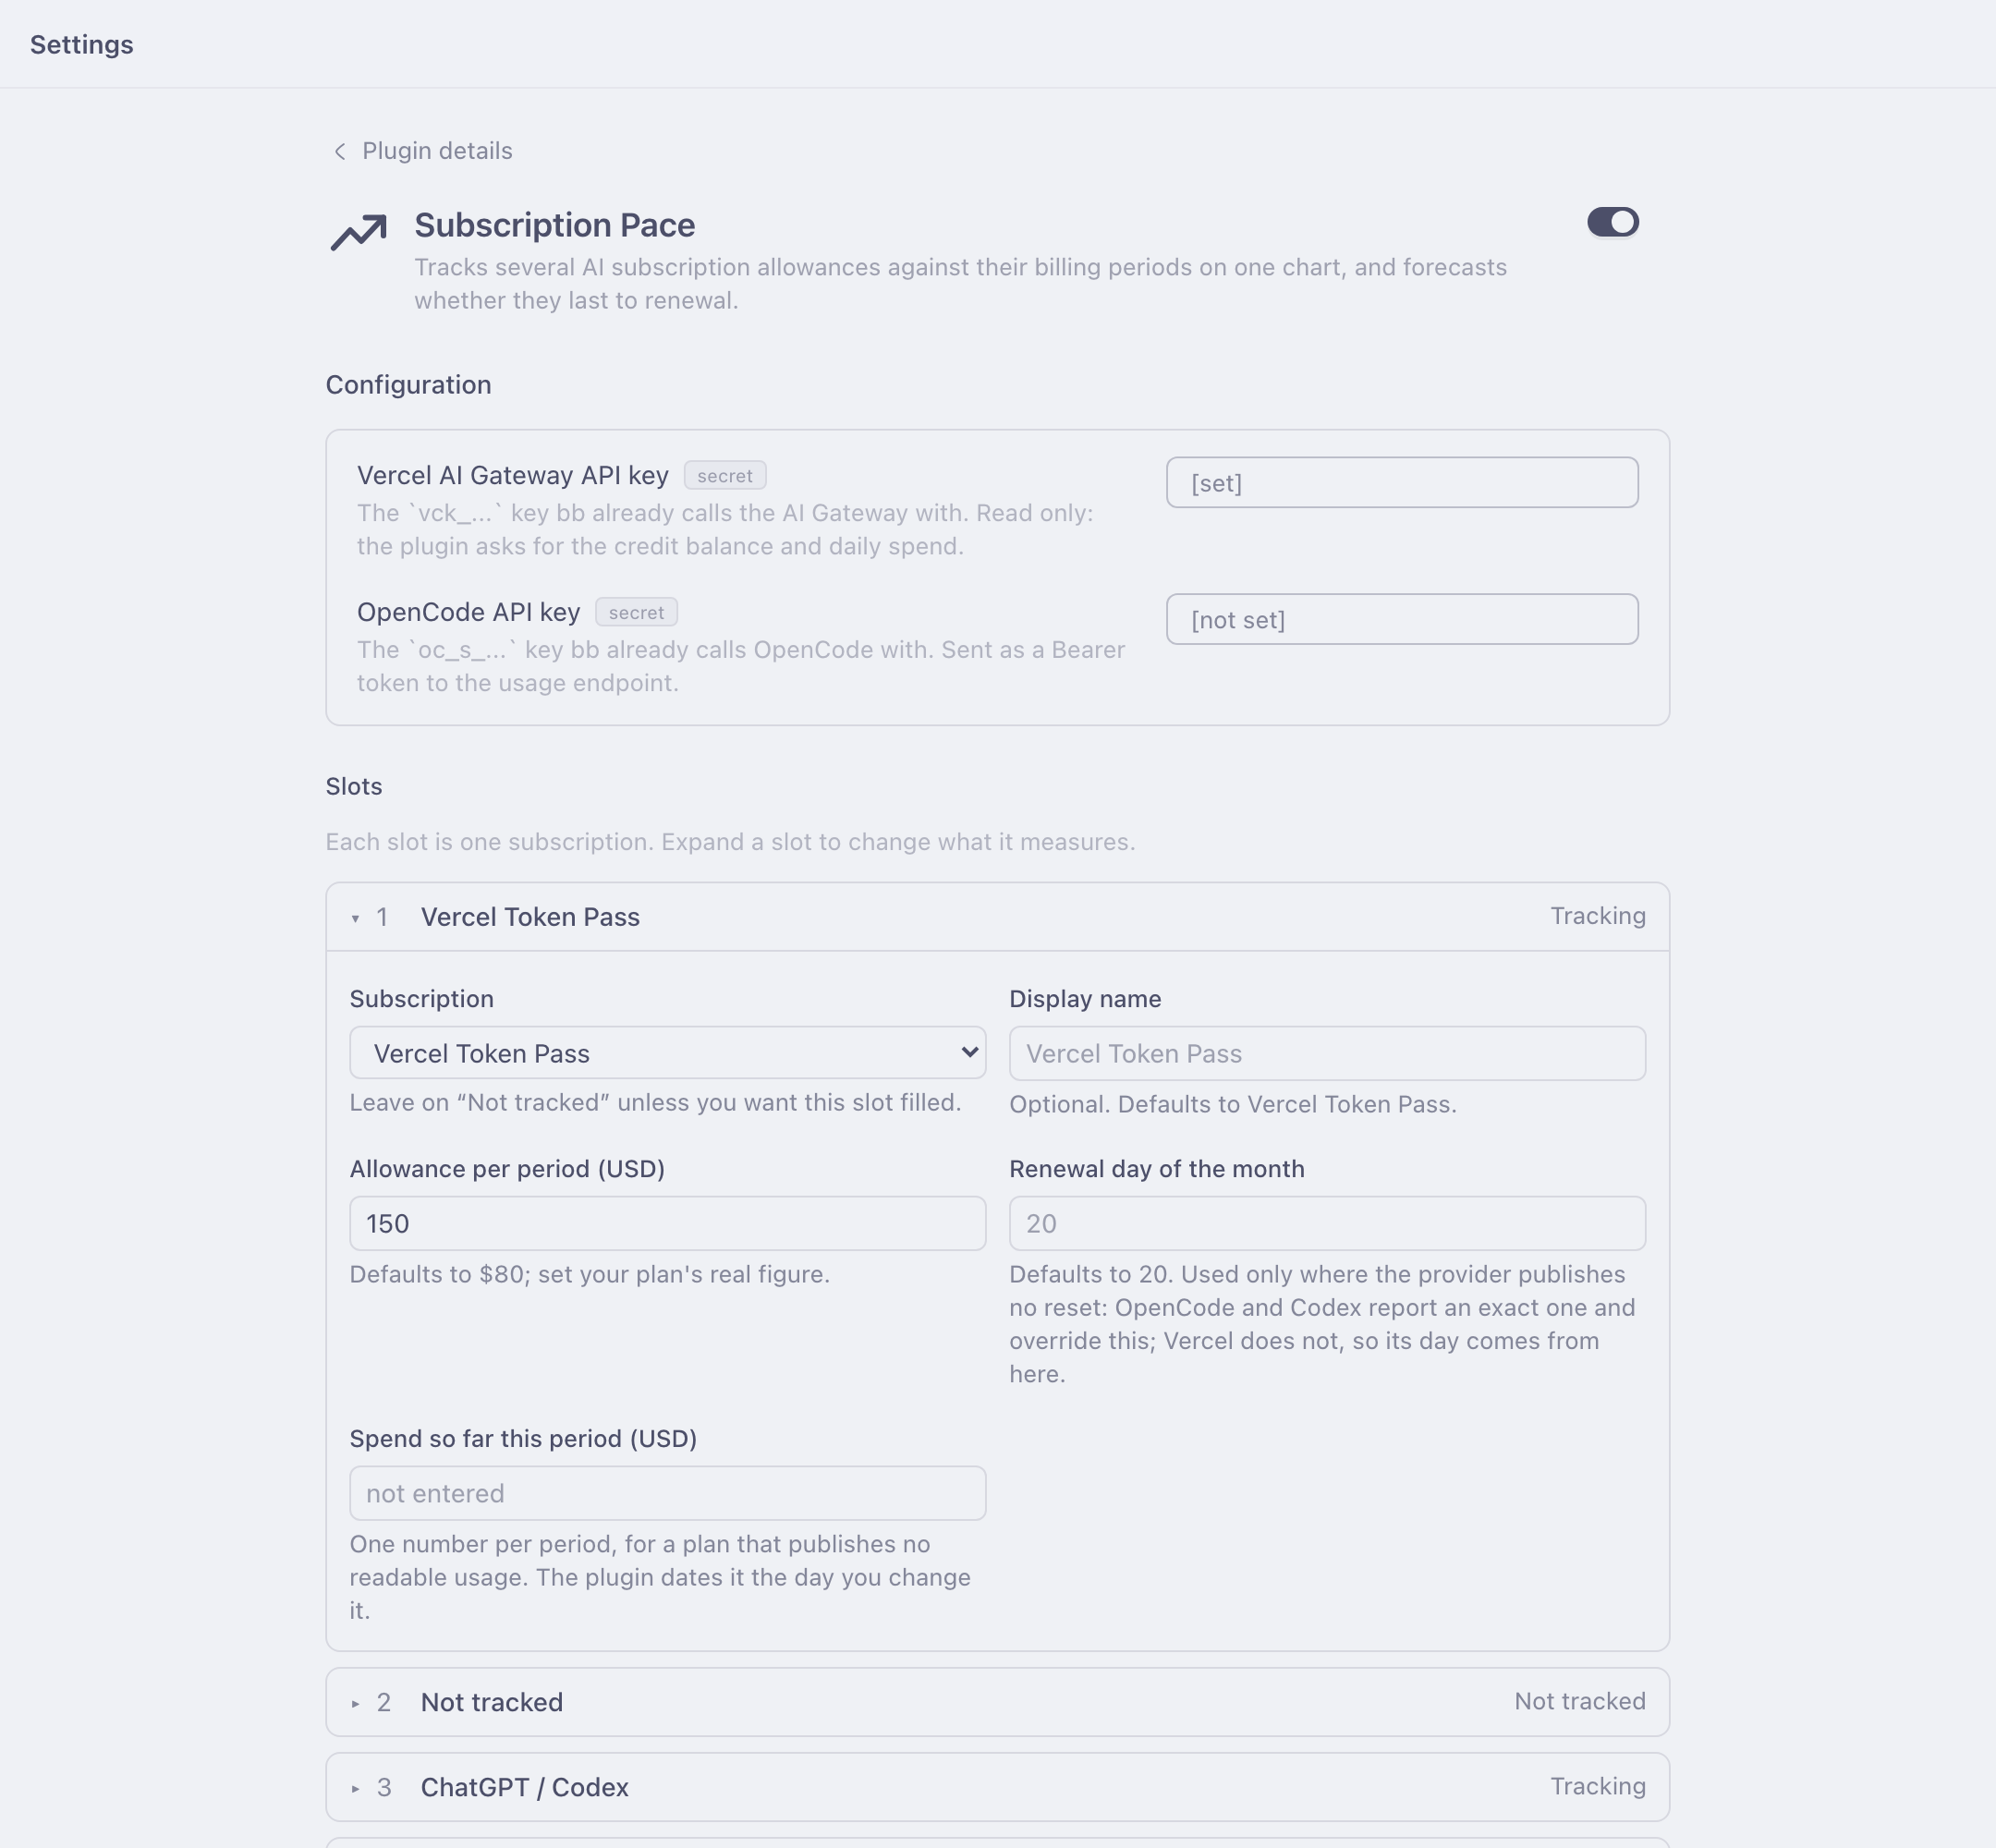 Settings
Plugin details
Subscription Pace
Tracks several AI subscription allowances against their billing periods on one chart, and forecasts
whether they last to renewal.
Configuration
Vercel AI Gateway API key secret
[set]
The `vck_...` key bb already calls the AI Gateway with. Read only:
the plugin asks for the credit balance and daily spend.
OpenCode API key secret
[not set]
The `oc_s_...` key bb already calls OpenCode with. Sent as a Bearer
token to the usage endpoint.
Slots
Each slot is one subscription. Expand a slot to change what it measures.
1 Vercel Token Pass Tracking
Subscription
Vercel Token Pass
Leave on “Not tracked” unless you want this slot filled.
Display name
Vercel Token Pass
Optional. Defaults to Vercel Token Pass.
Allowance per period (USD)
150
Defaults to $80; set your plan's real figure.
Renewal day of the month
20
Defaults to 20. Used only where the provider publishes
no reset: OpenCode and Codex report an exact one and
override this; Vercel does not, so its day comes from
here.
Spend so far this period (USD)
not entered
One number per period, for a plan that publishes no
readable usage. The plugin dates it the day you change
it.
2 Not tracked Not tracked
3 ChatGPT / Codex Tracking